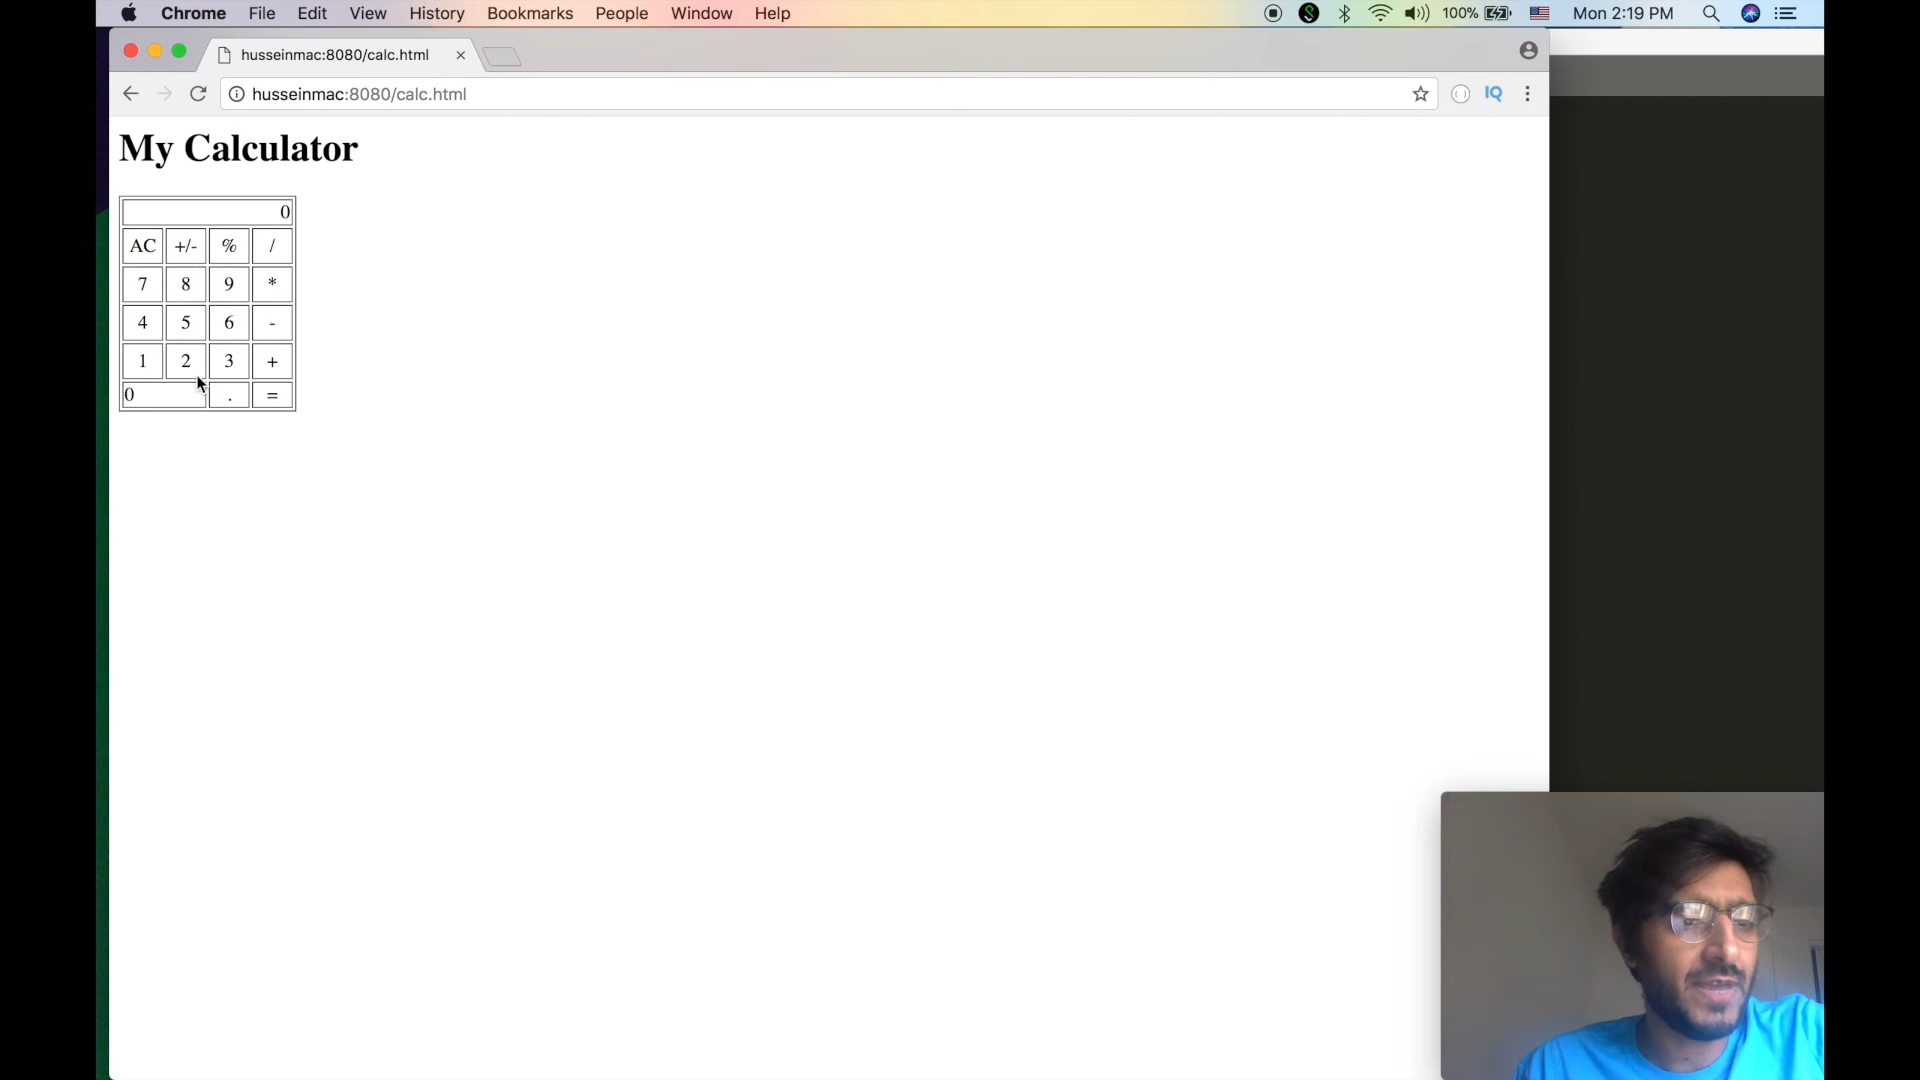 Chrome File Edit View History Bookmarks People Window Help 100% Mon 2:19 PM
husseinmac:8080/calc.html
husseinmac:8080/calc.html IQ
My Calculator
0
AC +/- % /
7 8 9 *
4 5 6 -
1 2 3 +
0 . =